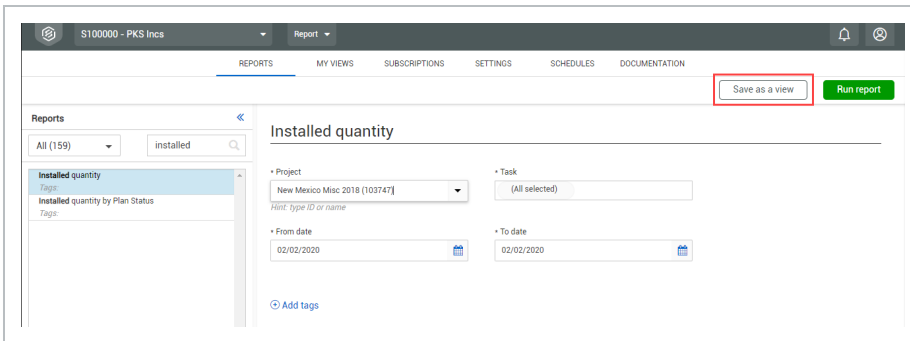 S100000 - PKS Incs Report
REPORTS MY VIEWS SUBSCRIPTIONS SETTINGS SCHEDULES DOCUMENTATION
Save as a view Run report
Reports
All (159) installed
Installed quantity
Tags:
Installed quantity by Plan Status
Tags:
Installed quantity
* Project * Task
New Mexico Misc 2018 (103747) (All selected)
Hint: type ID or name
* From date * To date
02/02/2020 02/02/2020
Add tags